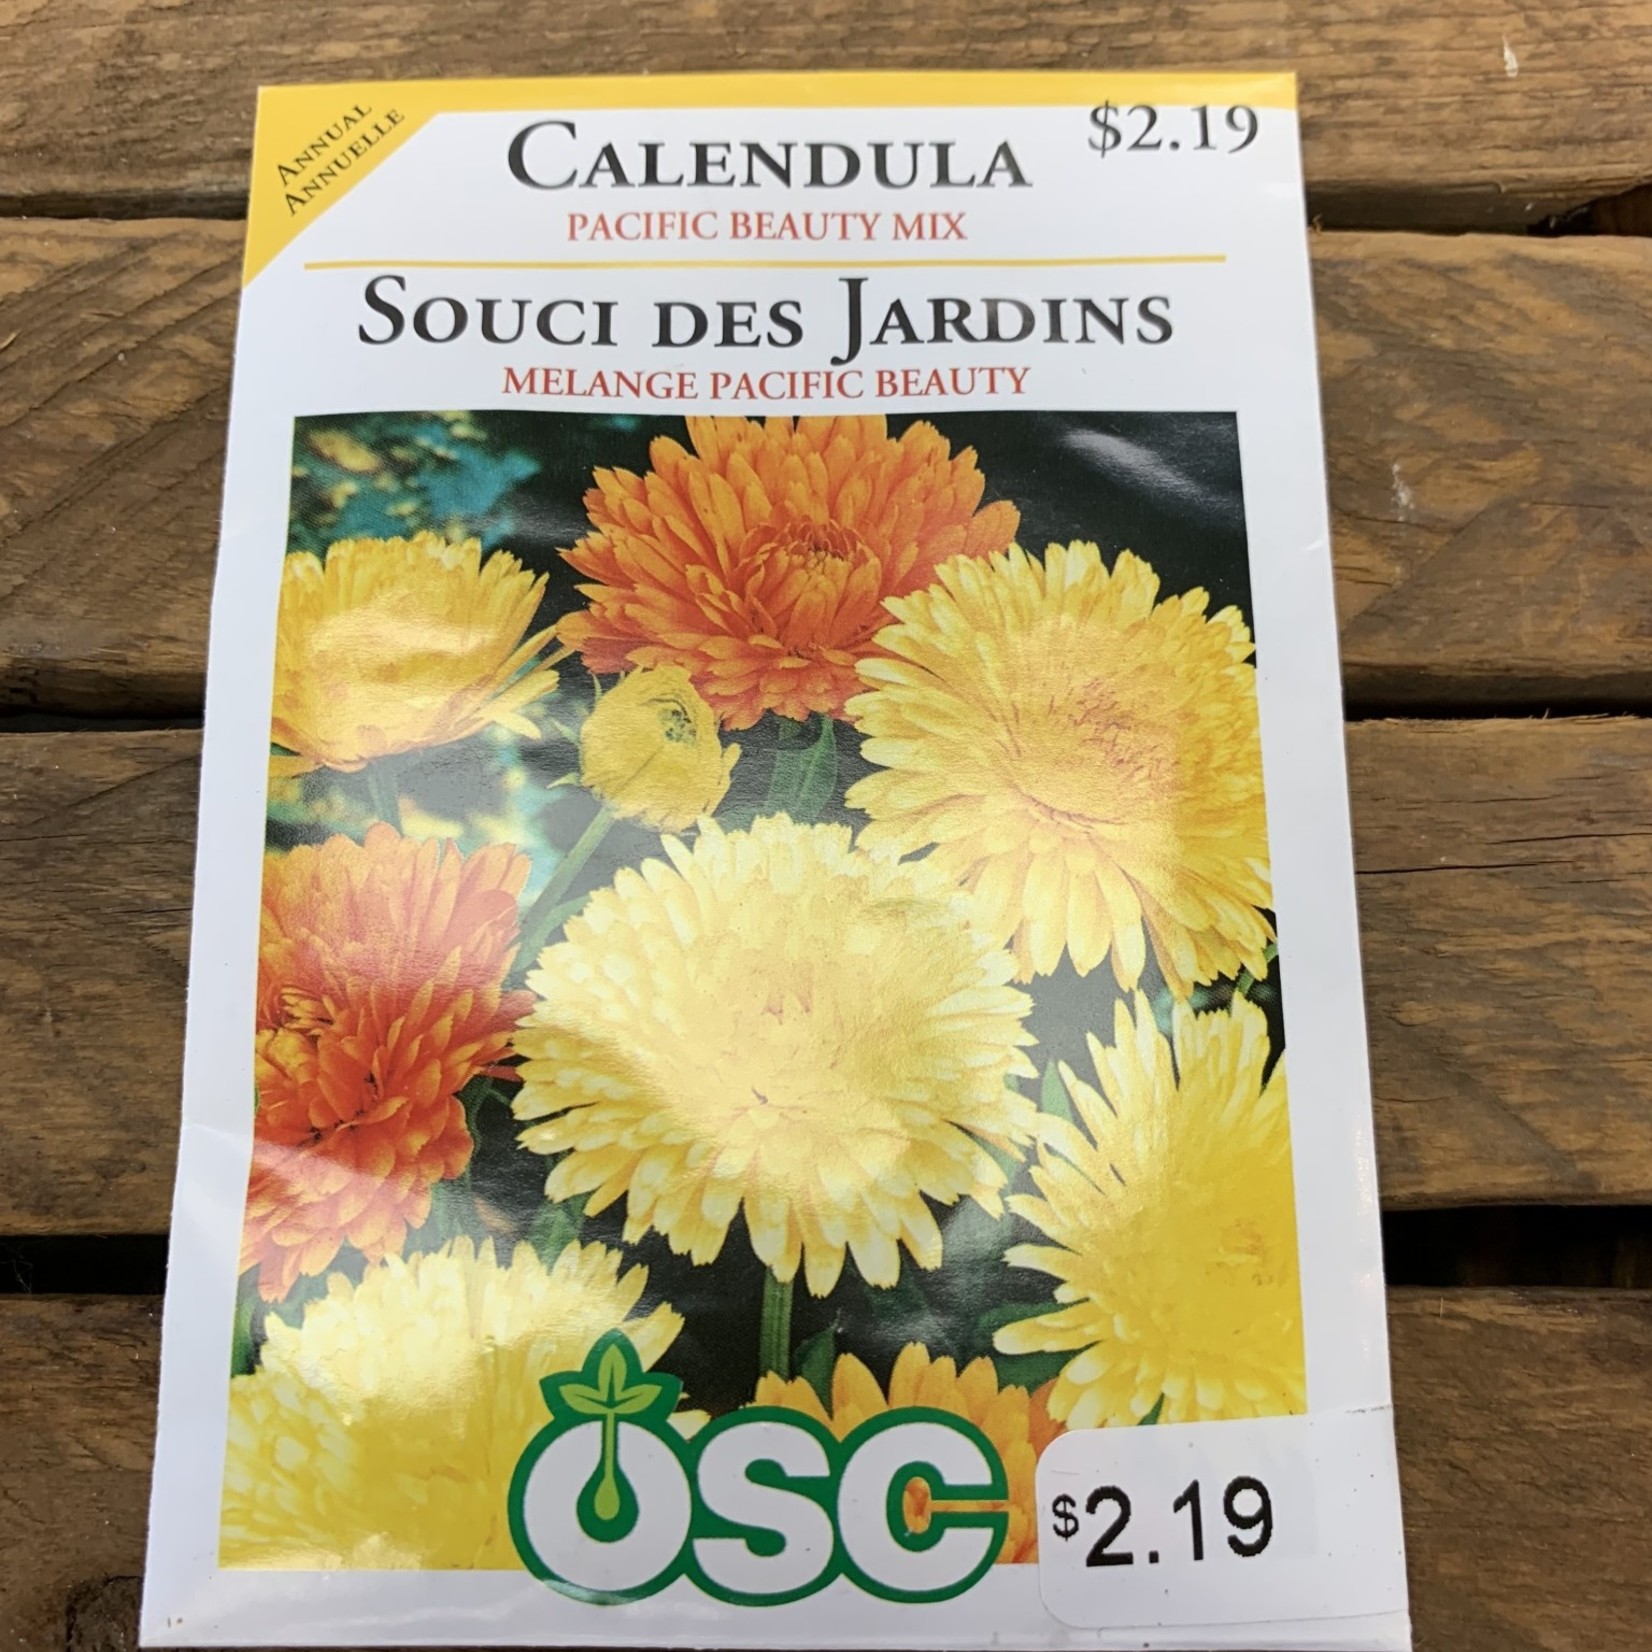 ANNUAL
ANNUELLE
CALENDULA
$2.19
PACIFIC BEAUTY MIX
SOUCI DES JARDINS
MELANGE PACIFIC BEAUTY
OSC
$2.19